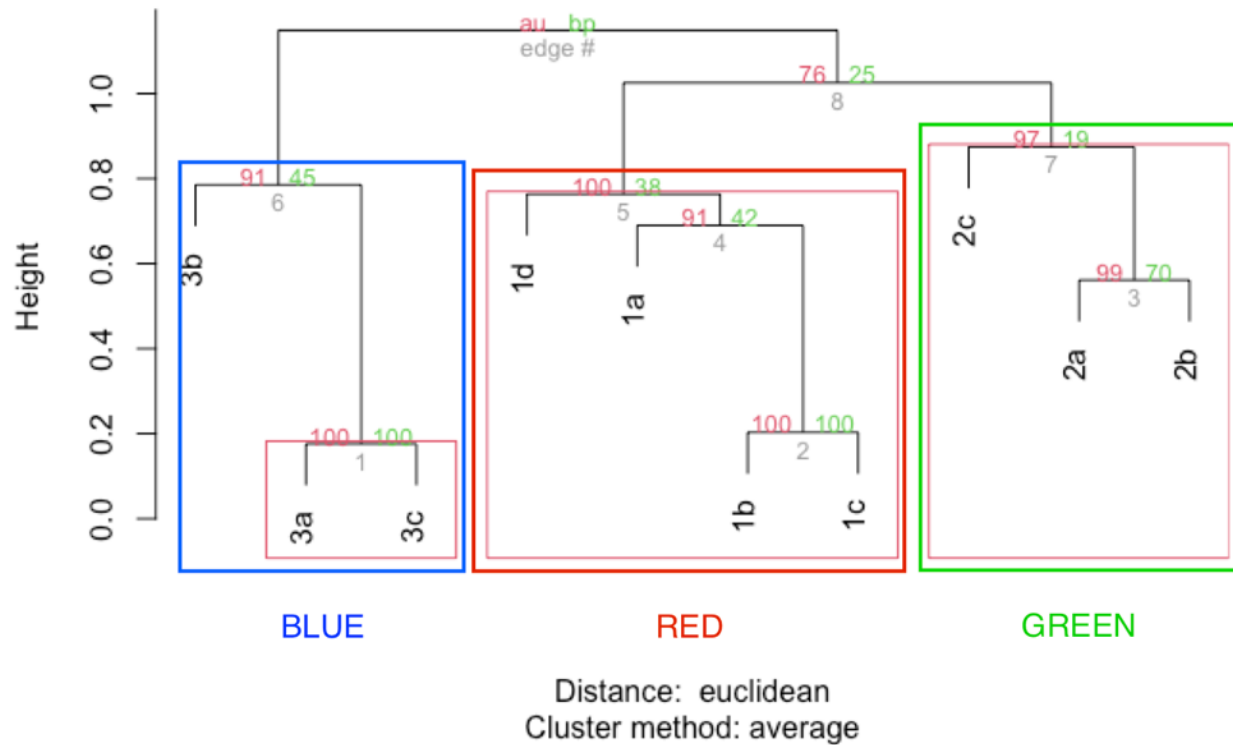 au bp
edge #
76 25
8
1.0
97 19
7
0.8
91 45
6
100 38
5
91 42
4
2c
3b
1d
1a
0.6
Height
99 70
3
0.4
2a
2b
0.2
100 100
1
100 100
2
0.0
3a
3c
1b
1c
BLUE RED GREEN
Distance: euclidean
Cluster method: average